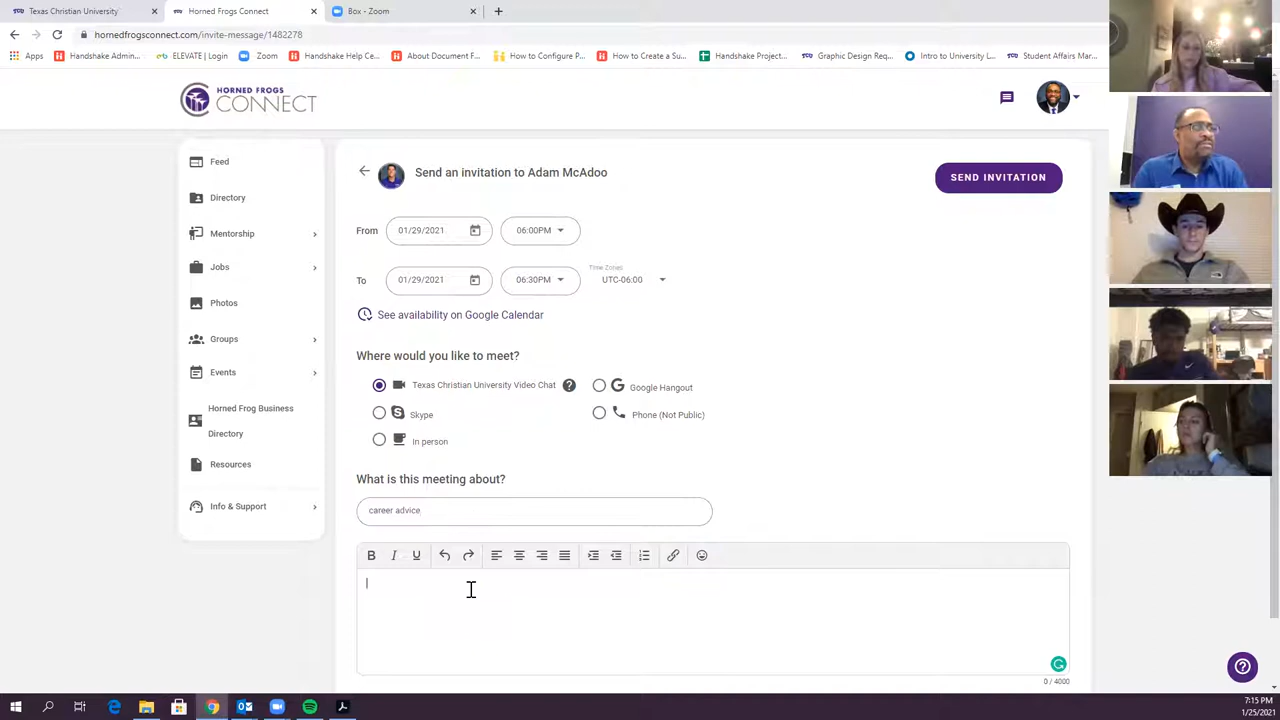 Texas Christian University
Horned Frogs Connect
Box - Zoom
hornedfrogsconnect.com/invite-message/1482278
Apps
Handshake Admin...
ELEVATE | Login
Zoom
Handshake Help Ce...
About Document F...
How to Configure P...
How to Create a Su...
Handshake Project...
Graphic Design Req...
Intro to University L...
Student Affairs Mar...
HORNED FROGS
CONNECT
Feed
Directory
Mentorship
Jobs
Photos
Groups
Events
Horned Frog Business
Directory
Resources
Info & Support
Send an invitation to Adam McAdoo
SEND INVITATION
From 01/29/2021 06:00PM
To 01/29/2021 06:30PM
Time Zones:
UTC-06:00
See availability on Google Calendar
Where would you like to meet?
Texas Christian University Video Chat
Google Hangout
Skype
Phone (Not Public)
In person
What is this meeting about?
career advice
B I U
0 / 4000
7:15 PM
1/25/2021